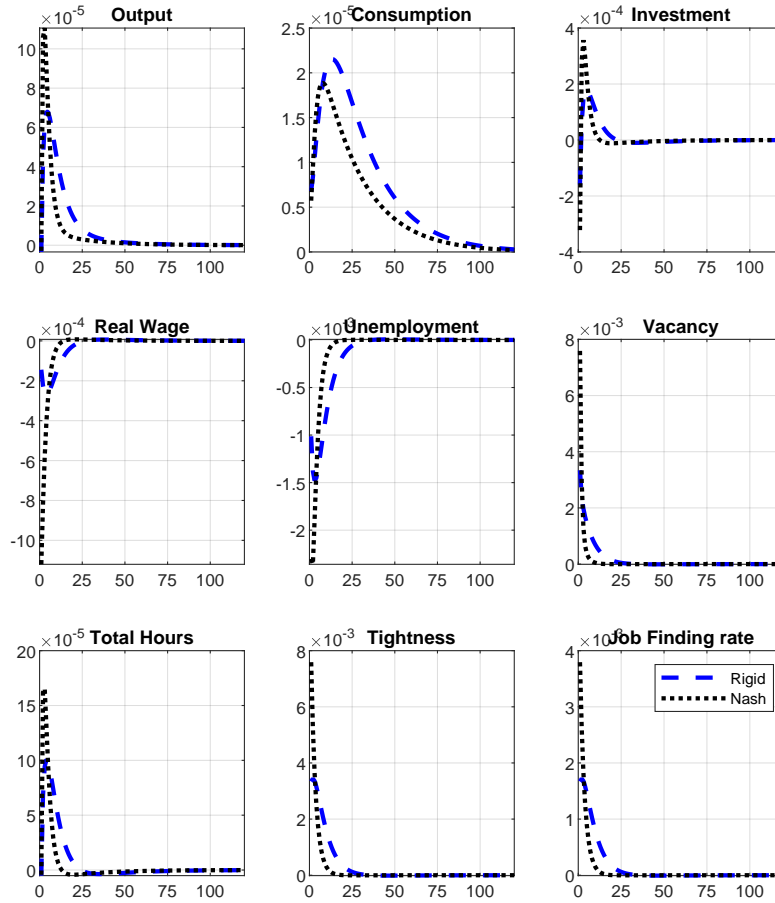 ×10⁻⁵ Output
10
8
6
4
2
0
0 25 50 75 100
×10⁻⁵ Consumption
2.5
2
1.5
1
0.5
0
0 25 50 75 100
×10⁻⁴ Investment
4
2
0
-2
-4
0 25 50 75 100
×10⁻⁴ Real Wage
0
-2
-4
-6
-8
-10
0 25 50 75 100
×10⁻³ Unemployment
0
-0.5
-1
-1.5
-2
0 25 50 75 100
×10⁻³ Vacancy
8
6
4
2
0
0 25 50 75 100
×10⁻⁵ Total Hours
20
15
10
5
0
0 25 50 75 100
×10⁻³ Tightness
8
6
4
2
0
0 25 50 75 100
Job Finding rate
4
3
2
1
0
0 25 50 75 100
Rigid
Nash